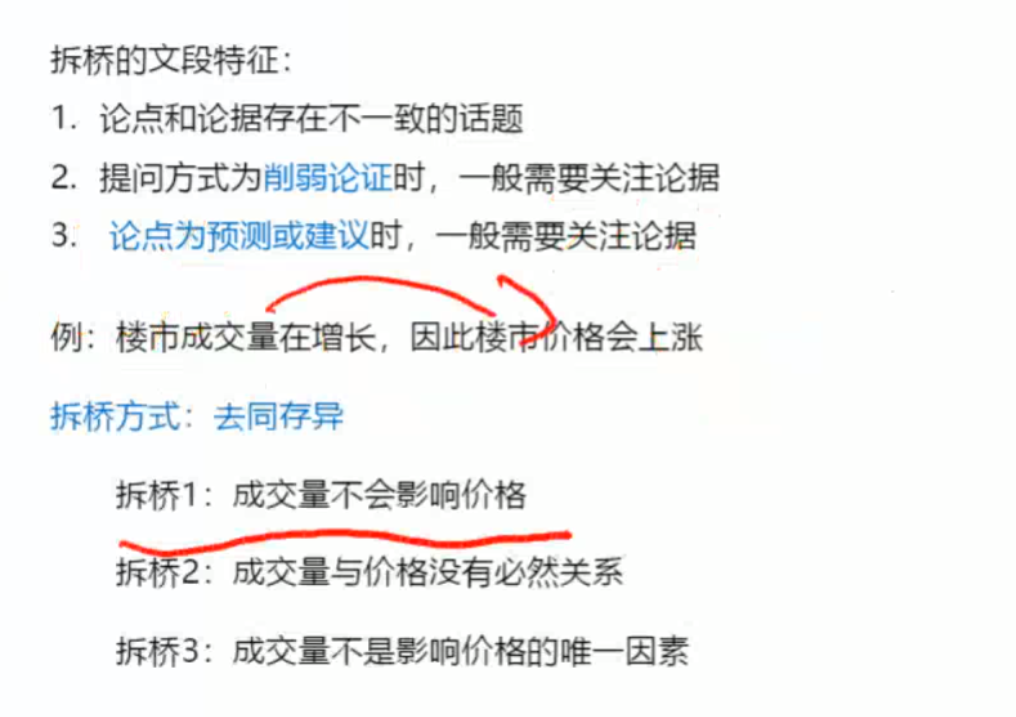 拆桥的文段特征：
1. 论点和论据存在不一致的话题
2. 提问方式为削弱论证时，一般需要关注论据
3. 论点为预测或建议时，一般需要关注论据
例：楼市成交量在增长，因此楼市价格会上涨
拆桥方式：去同存异
拆桥1：成交量不会影响价格
拆桥2：成交量与价格没有必然关系
拆桥3：成交量不是影响价格的唯一因素